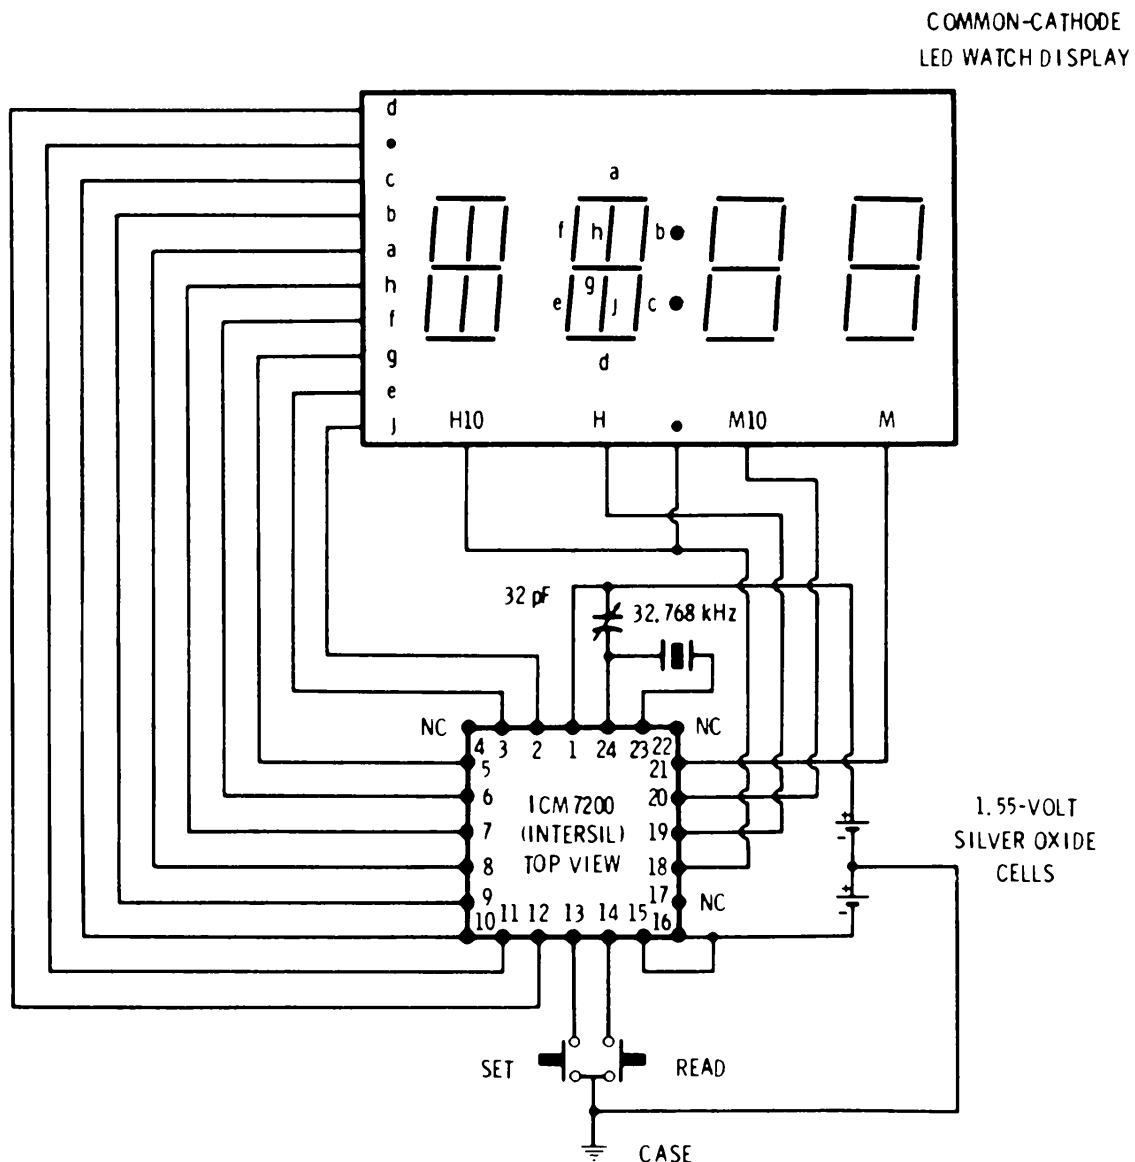 COMMON-CATHODE
LED WATCH DISPLAY
d
•
c
b
a
h
f
g
e
j
a
f h b
g
e j c
d
H10 H • M10 M
32 pF
32.768 kHz
NC
NC
4 3 2 1 24 23 22
5 21
6 20
7 19
8 18
9 17
10 11 12 13 14 15 16
ICM7200
(INTERSIL)
TOP VIEW
NC
+
-
+
-
1.55-VOLT
SILVER OXIDE
CELLS
SET
READ
CASE